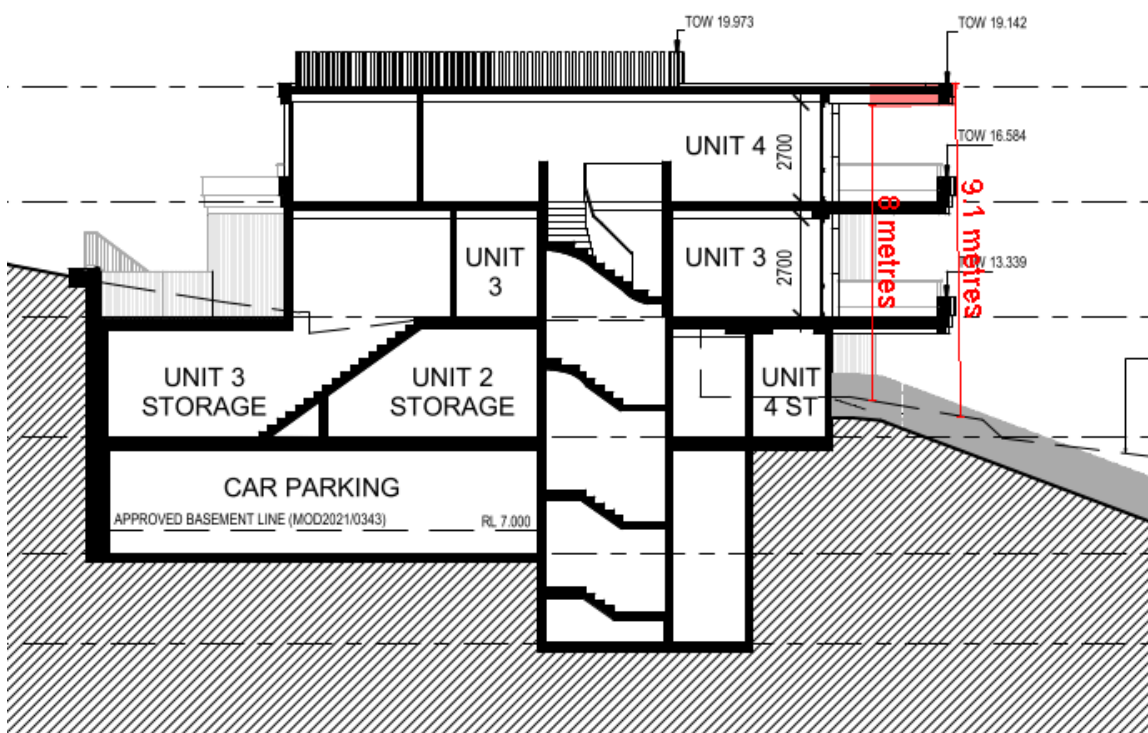 TOW 19.973
TOW 19.142
UNIT 4
2700
TOW 16.584
8 metres
9.1 metres
UNIT
3
UNIT 3
2700
TOW 13.339
UNIT 3
STORAGE
UNIT 2
STORAGE
UNIT
4 ST
CAR PARKING
APPROVED BASEMENT LINE (MOD2021/0343)
RL 7.000